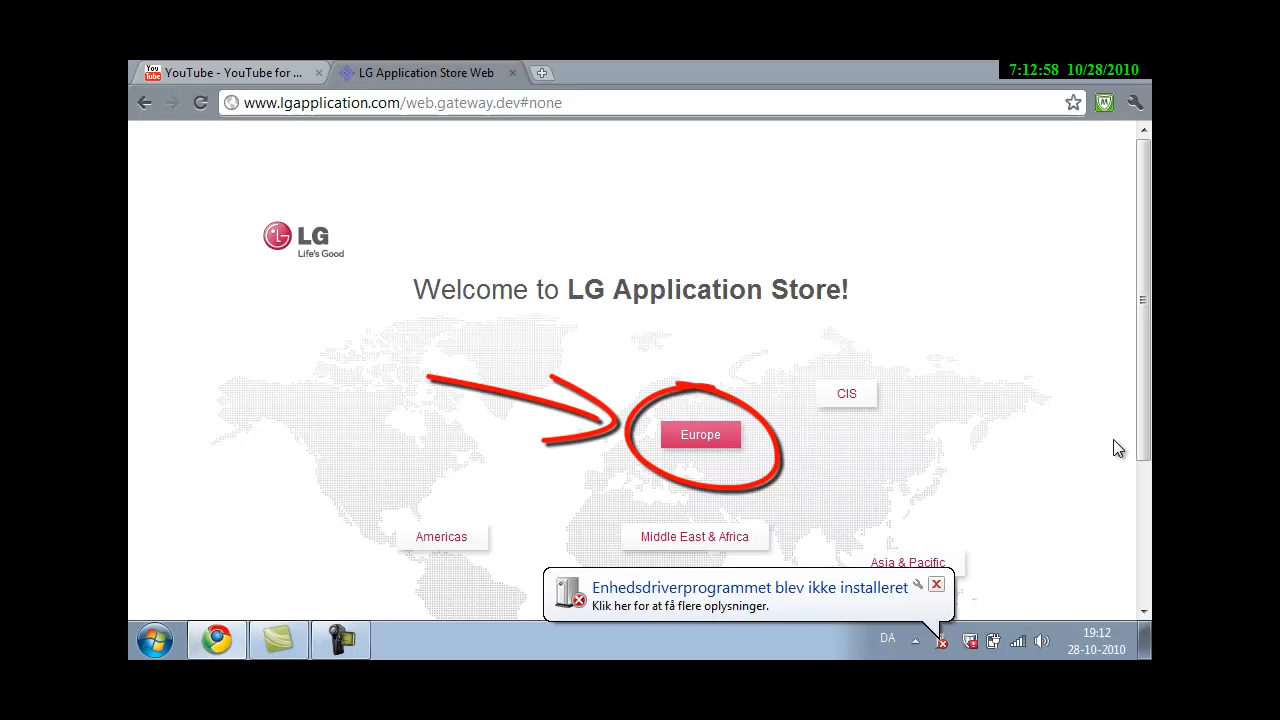 7:12:58 10/28/2010
You Tube YouTube - YouTube for ...
LG Application Store Web
www.lgapplication.com/web.gateway.dev#none
LG
Life's Good
Welcome to LG Application Store!
CIS
Europe
Americas
Middle East & Africa
Asia & Pacific
Enhedsdriverprogrammet blev ikke installeret
Klik her for at få flere oplysninger.
DA
19:12
28-10-2010